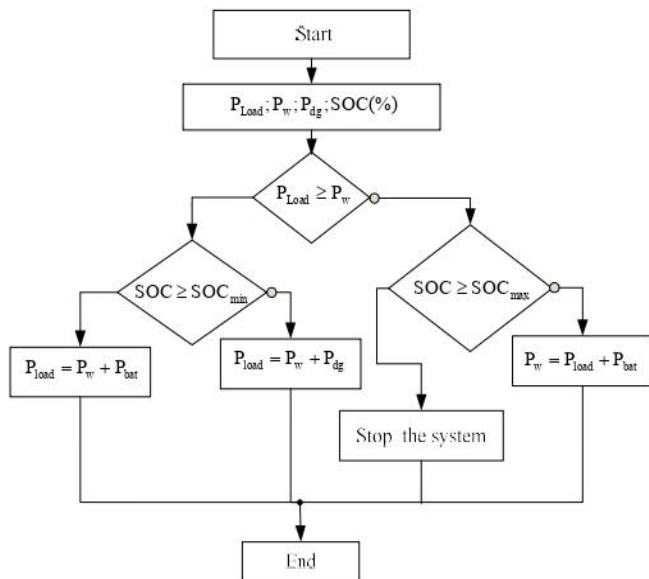 Start
P_Load; P_w; P_dg; SOC(%)
P_Load ≥ P_w
SOC ≥ SOC_min
SOC ≥ SOC_max
P_load = P_w + P_bat
P_load = P_w + P_dg
P_w = P_load + P_bat
Stop the system
End